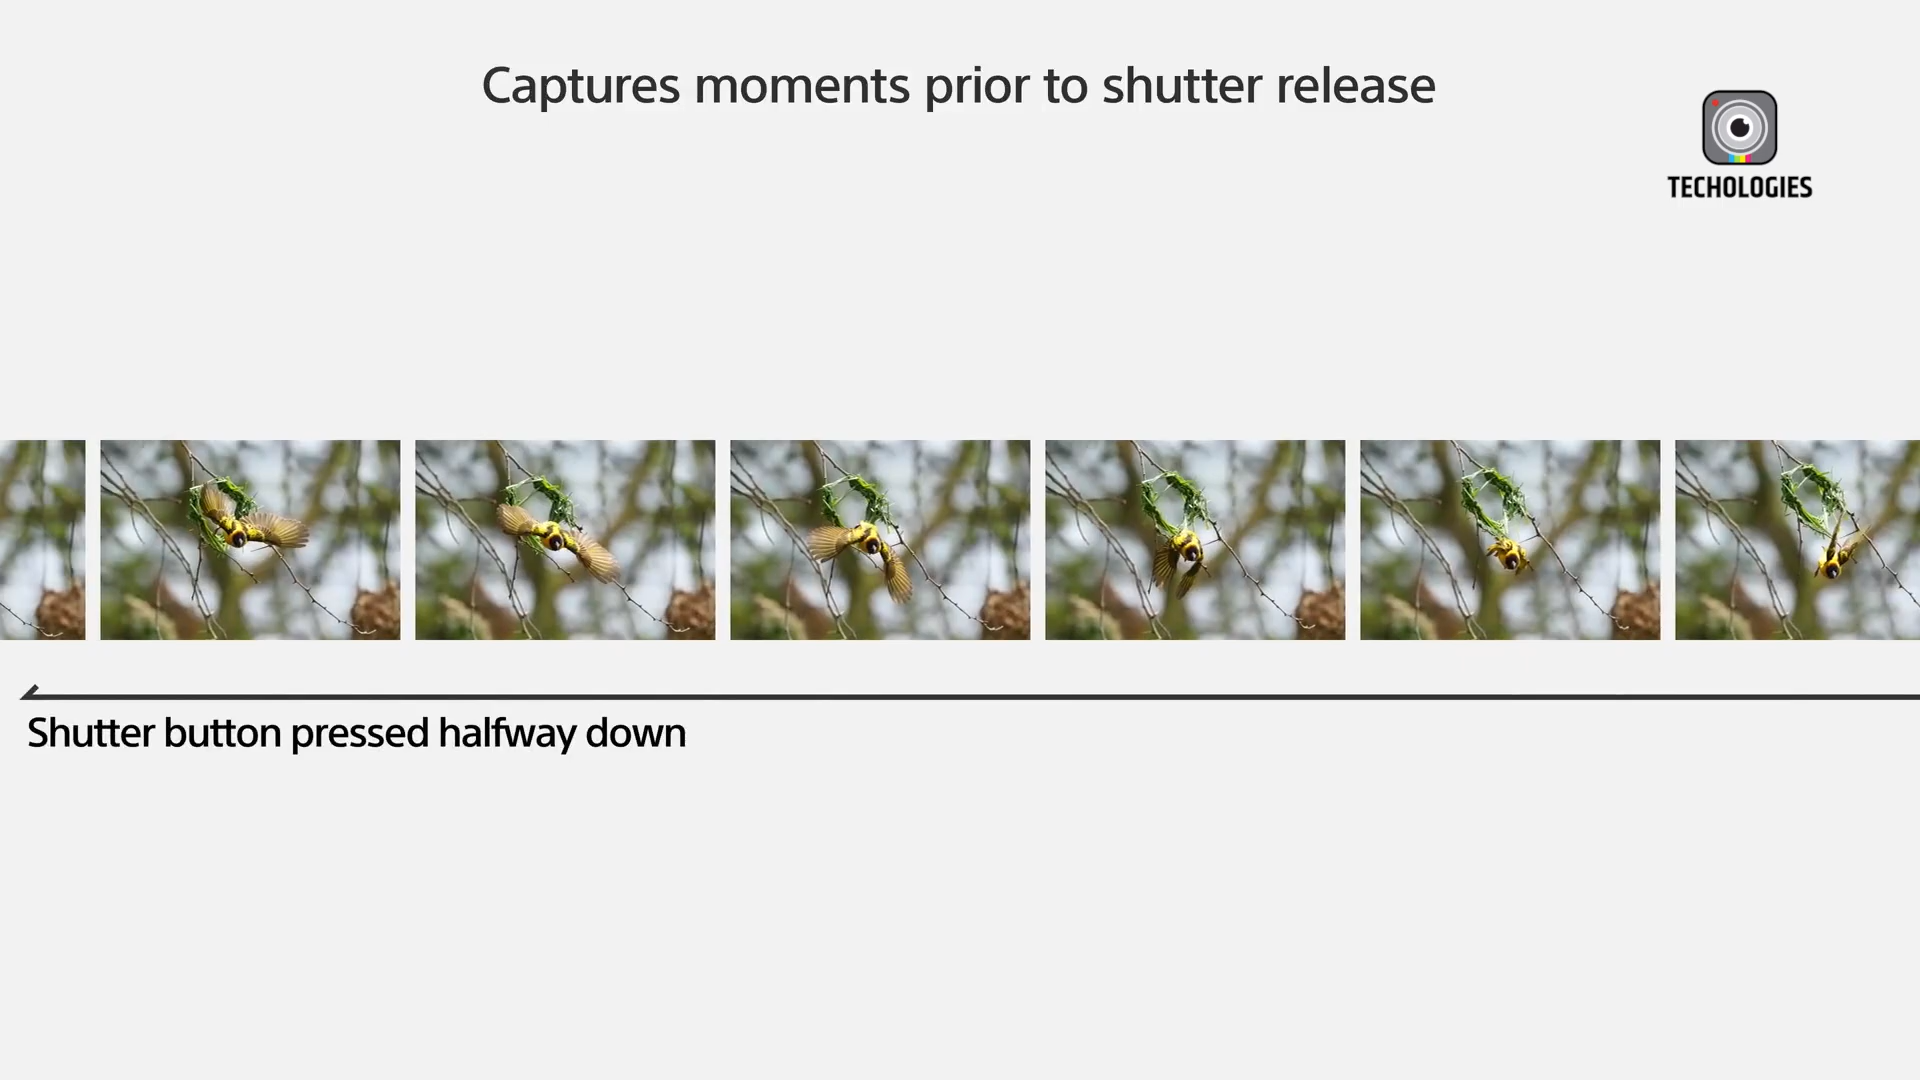 Captures moments prior to shutter release
TECHOLOGIES
Shutter button pressed halfway down